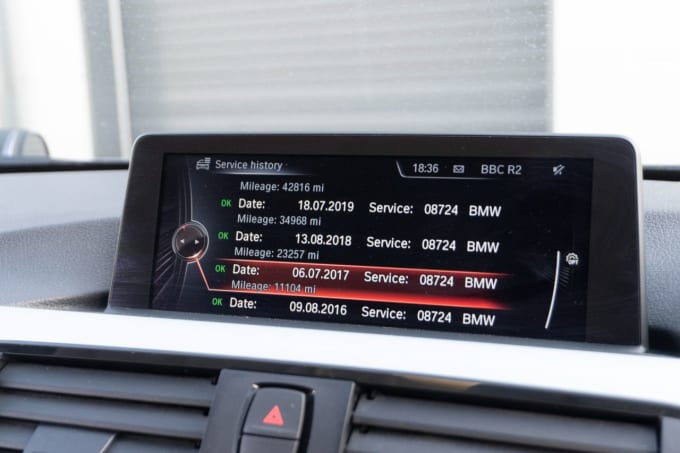 Service history
18:36 BBC R2
Mileage: 42816 mi
OK Date: 18.07.2019 Service: 08724 BMW
Mileage: 34968 mi
OK Date: 13.08.2018 Service: 08724 BMW
Mileage: 23257 mi
OK Date: 06.07.2017 Service: 08724 BMW
Mileage: 11104 mi
OK Date: 09.08.2016 Service: 08724 BMW